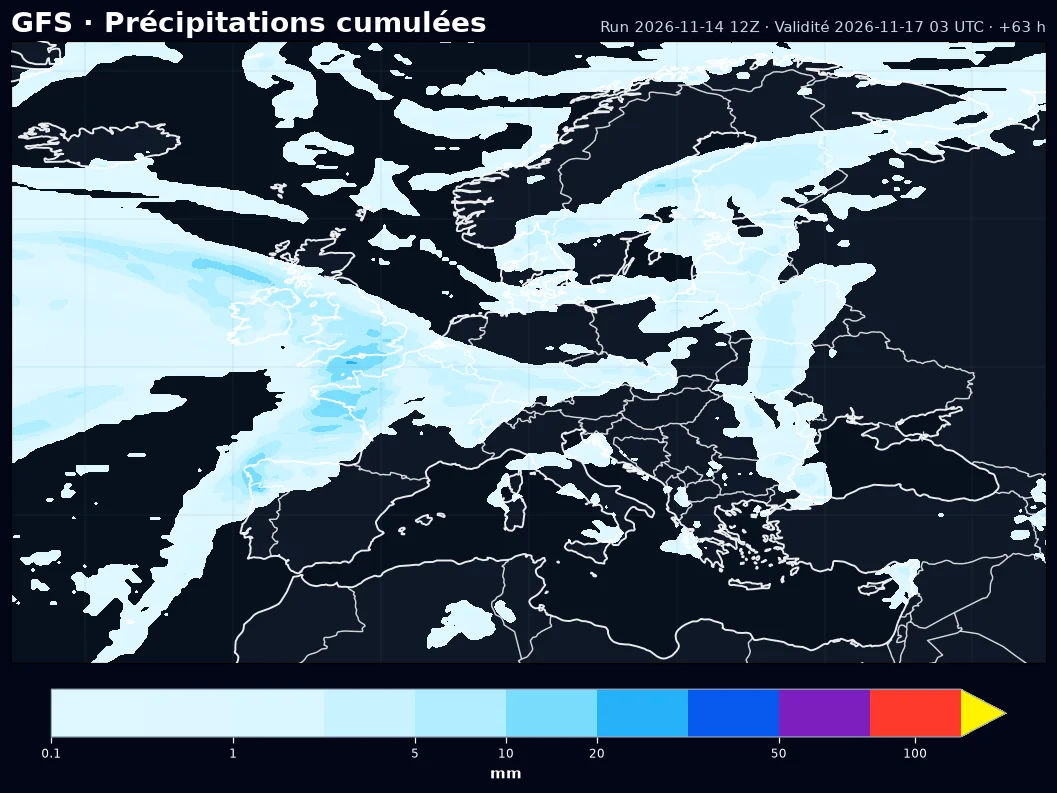 GFS · Précipitations cumulées
Run 2026-11-14 12Z · Validité 2026-11-17 03 UTC · +63 h
0.1 1 5 10 20 50 100
mm